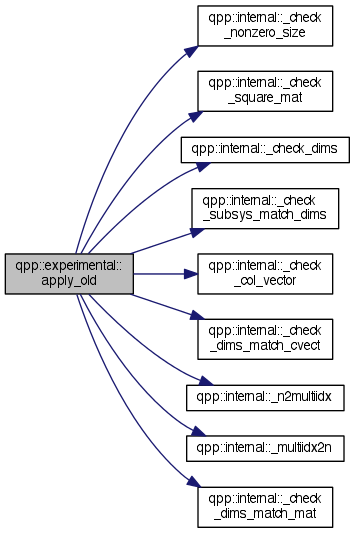 qpp::internal::_check
_nonzero_size
qpp::internal::_check
_square_mat
qpp::internal::_check_dims
qpp::internal::_check
_subsys_match_dims
qpp::experimental::
apply_old
qpp::internal::_check
_col_vector
qpp::internal::_check
_dims_match_cvect
qpp::internal::_n2multiidx
qpp::internal::_multiidx2n
qpp::internal::_check
_dims_match_mat